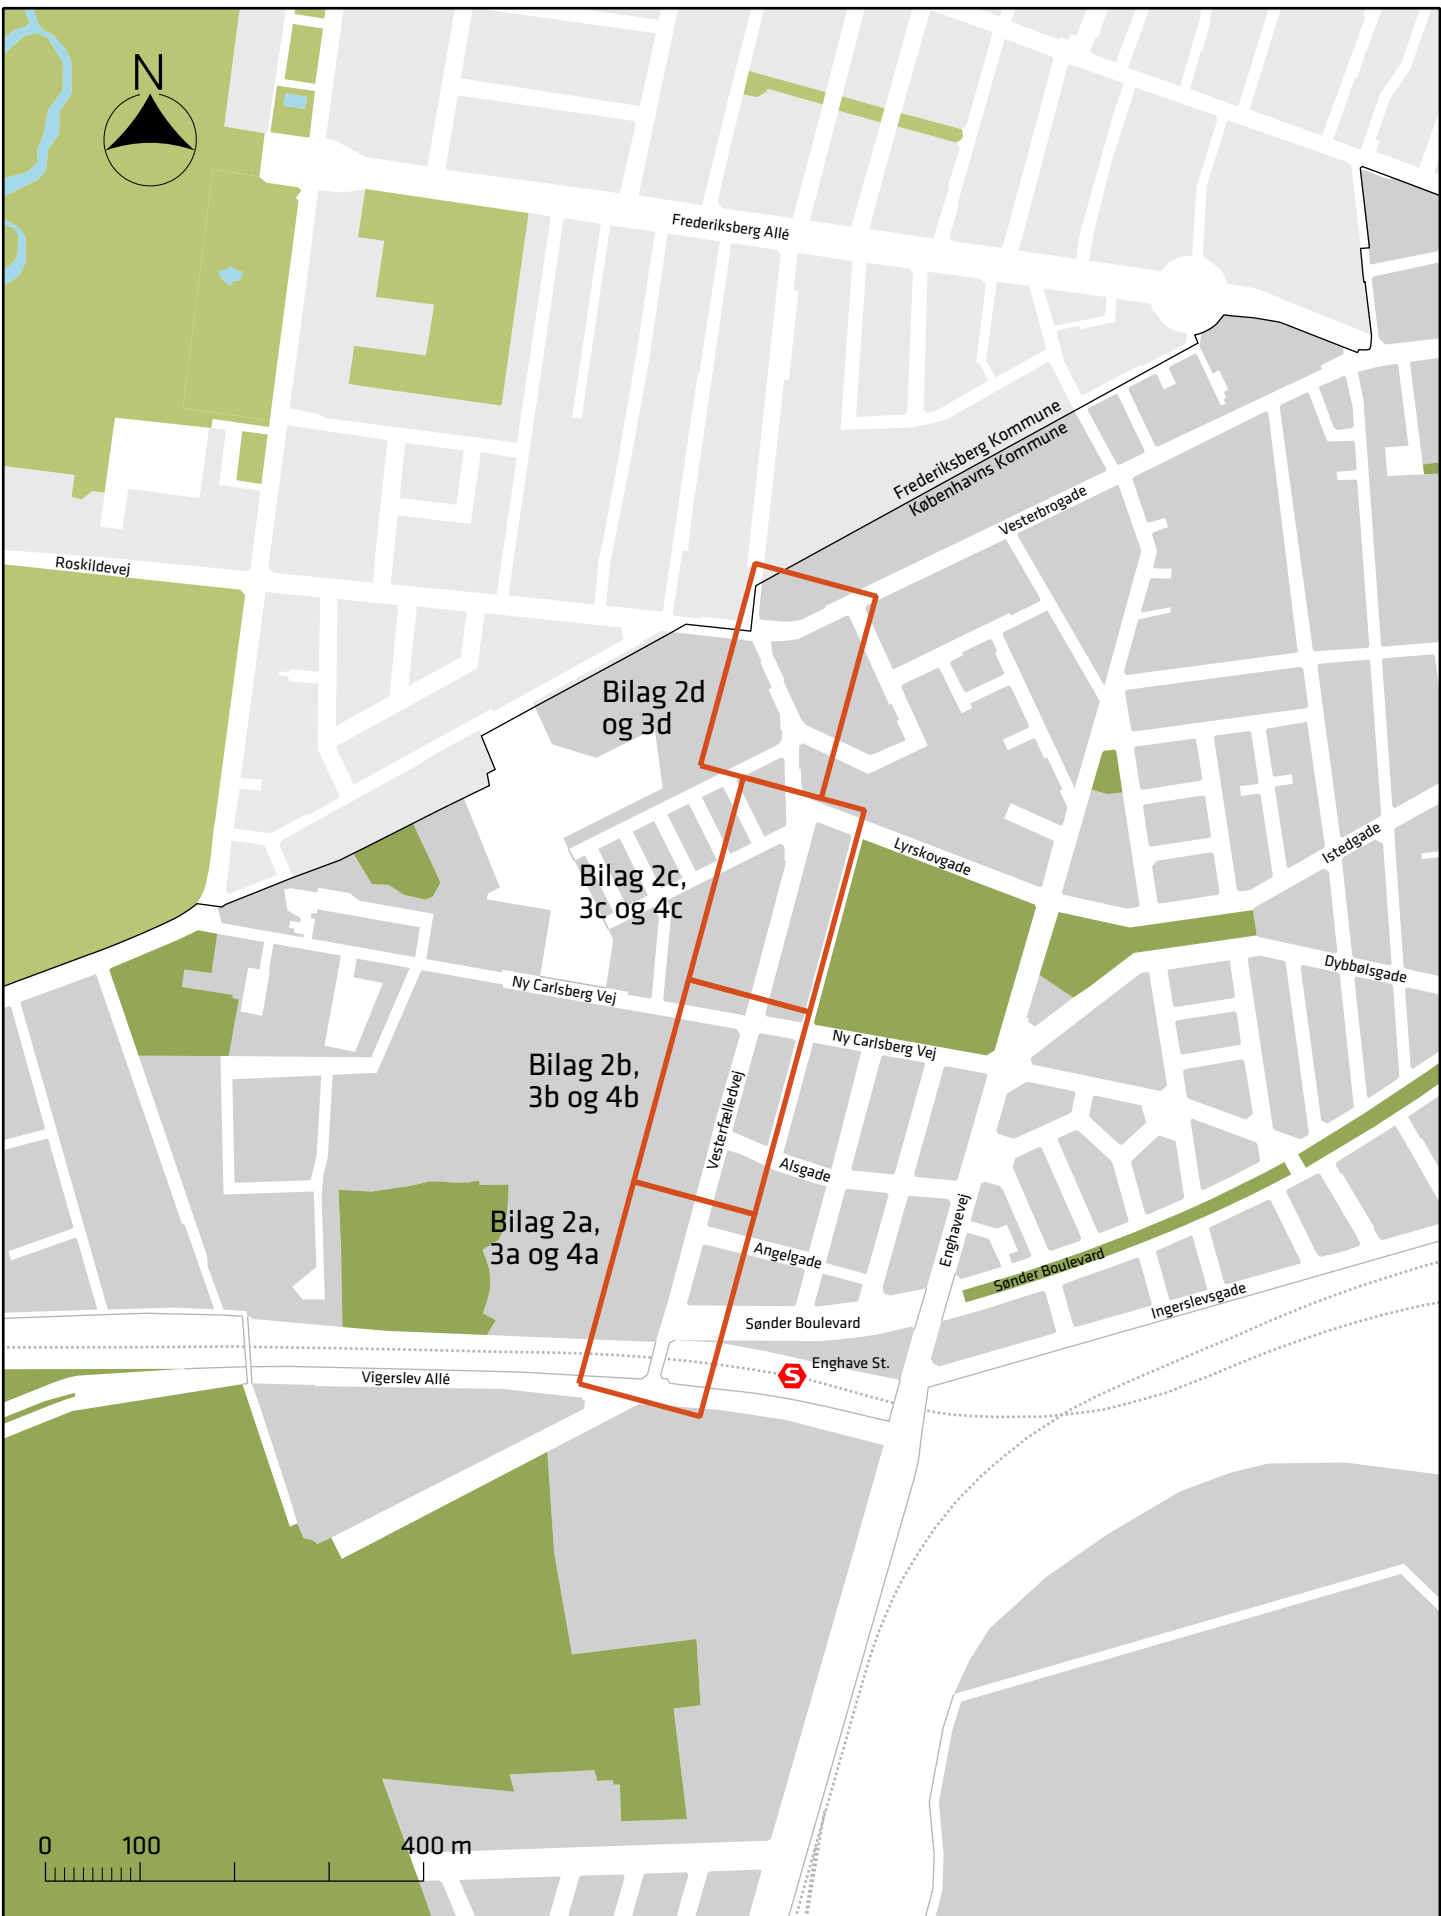 N
Frederiksberg Allé
Frederiksberg Kommune
Københavns Kommune
Vesterbrogade
Roskildevej
Bilag 2d
og 3d
Istedgade
Lyrskovgade
Bilag 2c,
3c og 4c
Dybbølsgade
Ny Carlsberg Vej
Ny Carlsberg Vej
Bilag 2b,
3b og 4b
Vesterfælledvej
Alsgade
Bilag 2a,
3a og 4a
Enghavevej
Angelgade
Sønder Boulevard
Ingerslevsgade
Sønder Boulevard
S
Enghave St.
Vigerslev Allé
0 100 400 m